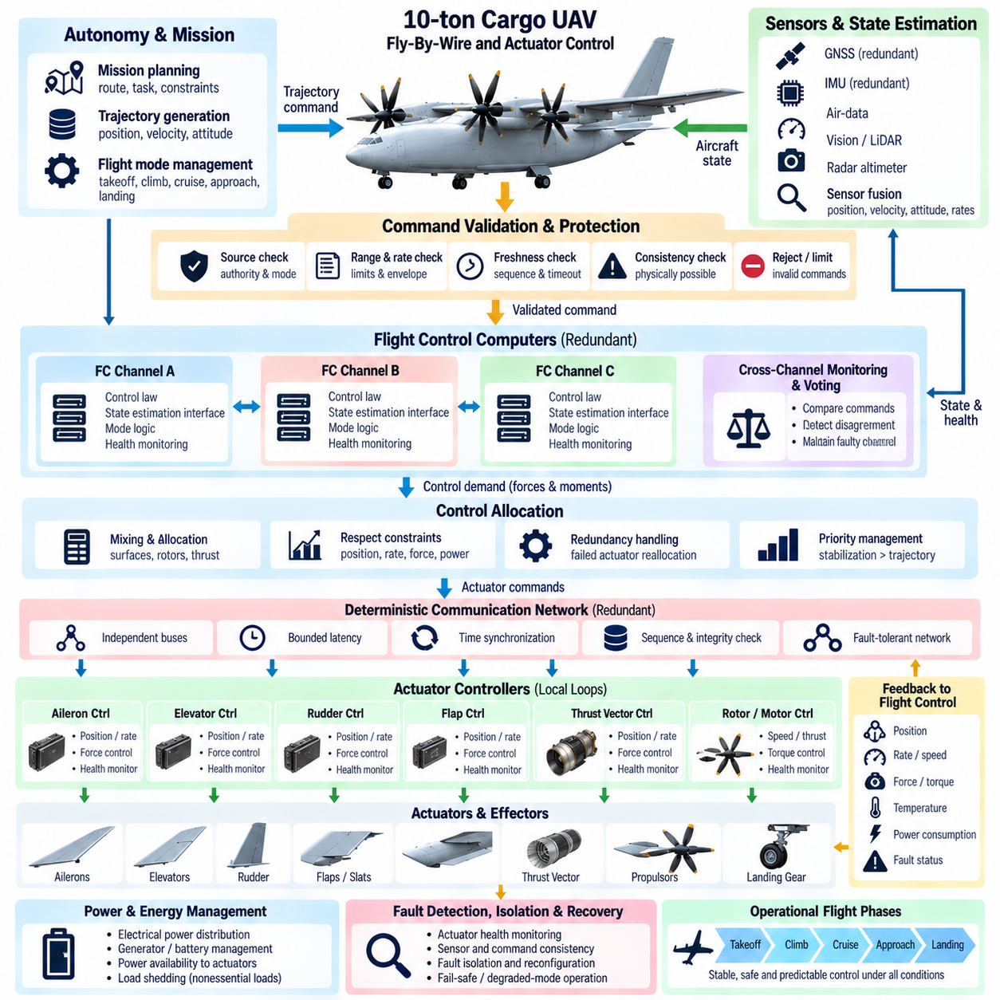 10-ton Cargo UAV
Fly-By-Wire and Actuator Control
Autonomy & Mission
Mission planning
route, task, constraints
Trajectory generation
position, velocity, attitude
Flight mode management
takeoff, climb, cruise, approach,
landing
Trajectory
command
Aircraft
state
Sensors & State Estimation
GNSS (redundant)
IMU (redundant)
Air-data
Vision / LiDAR
Radar altimeter
Sensor fusion
position, velocity, attitude, rates
Command Validation & Protection
Source check
authority & mode
Range & rate check
limits & envelope
Freshness check
sequence & timeout
Consistency check
physically possible
Reject / limit
invalid commands
Validated command
State &
health
Flight Control Computers (Redundant)
FC Channel A
Control law
State estimation interface
Mode logic
Health monitoring
FC Channel B
Control law
State estimation interface
Mode logic
Health monitoring
FC Channel C
Control law
State estimation interface
Mode logic
Health monitoring
Cross-Channel Monitoring
& Voting
• Compare commands
• Detect disagreement
• Maintain faulty
Control demand (forces & moments)
Control Allocation
Mixing & Allocation
surfaces, rotors, thrust
Respect constraints
position, rate, force, power
Redundancy handling
failed actuator reallocation
Priority management
stabilization > trajectory
Actuator commands
Deterministic Communication Network (Redundant)
Independent buses
Bounded latency
Time synchronization
Sequence & integrity check
Fault-tolerant network
Actuator Controllers (Local Loops)
Aileron Ctrl
• Position / rate
• Force control
• Health monitor
Elevator Ctrl
• Position / rate
• Force control
• Health monitor
Rudder Ctrl
• Position / rate
• Force control
• Health monitor
Flap Ctrl
• Position / rate
• Force control
• Health monitor
Thrust Vector Ctrl
• Position / rate
• Force control
• Health monitor
Rotor / Motor Ctrl
• Speed / thrust
• Torque control
• Health monitor
Feedback to
Flight Control
Position
Rate / speed
Force / torque
Temperature
Power consumption
Fault status
Actuators & Effectors
Ailerons
Elevators
Rudder
Flaps / Slats
Thrust Vector
Propulsors
Landing Gear
Power & Energy Management
• Electrical power distribution
• Generator / battery management
• Power availability to actuators
• Load shedding (nonessential loads)
Fault Detection, Isolation & Recovery
• Actuator health monitoring
• Sensor and command consistency
• Fault isolation and reconfiguration
• Fail-safe / degraded-mode operation
Operational Flight Phases
Takeoff
Climb
Cruise
Approach
Landing
Stable, safe and predictable control under all conditions